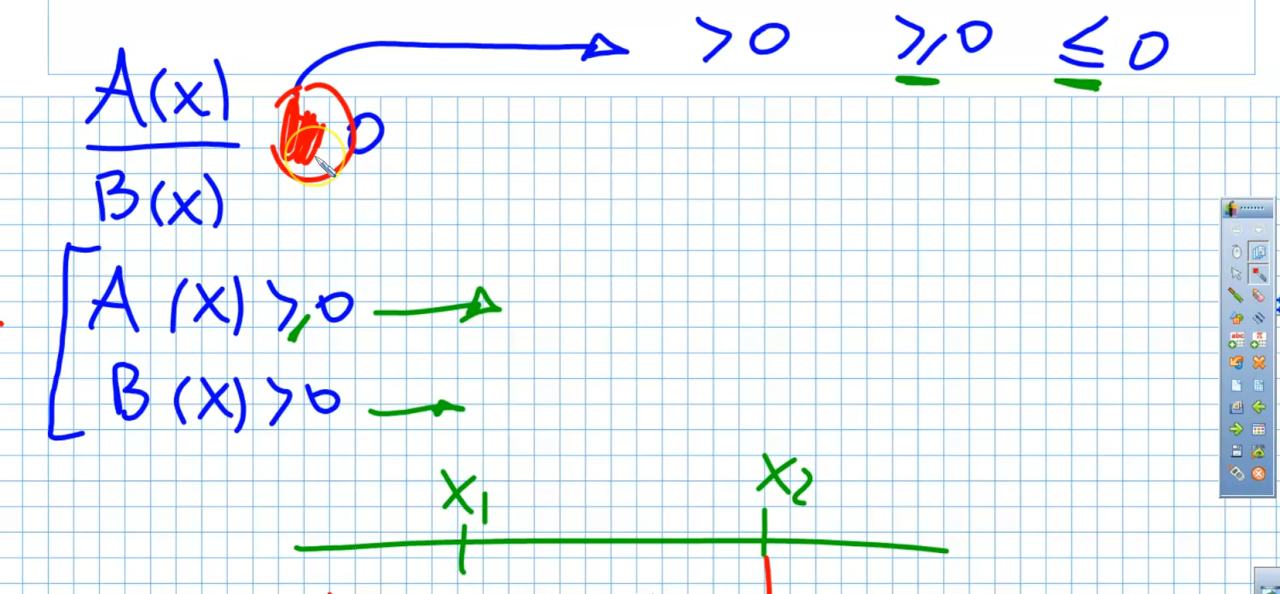 > 0 ≥ 0 ≤ 0
A(x)
0
B(x)
A (x) ≥ 0
B (x) > 0
x₁ x₂